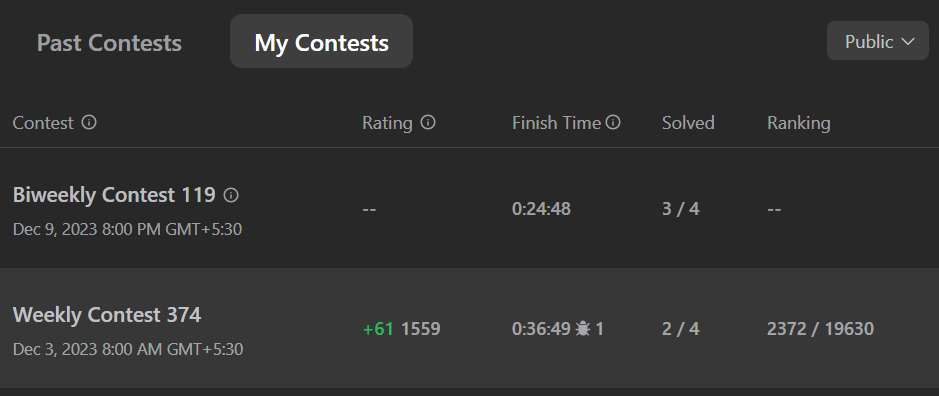 Past Contests My Contests Public
Contest Rating Finish Time Solved Ranking
Biweekly Contest 119 -- 0:24:48 3 / 4 --
Dec 9, 2023 8:00 PM GMT+5:30
Weekly Contest 374 +61 1559 0:36:49 1 2 / 4 2372 / 19630
Dec 3, 2023 8:00 AM GMT+5:30